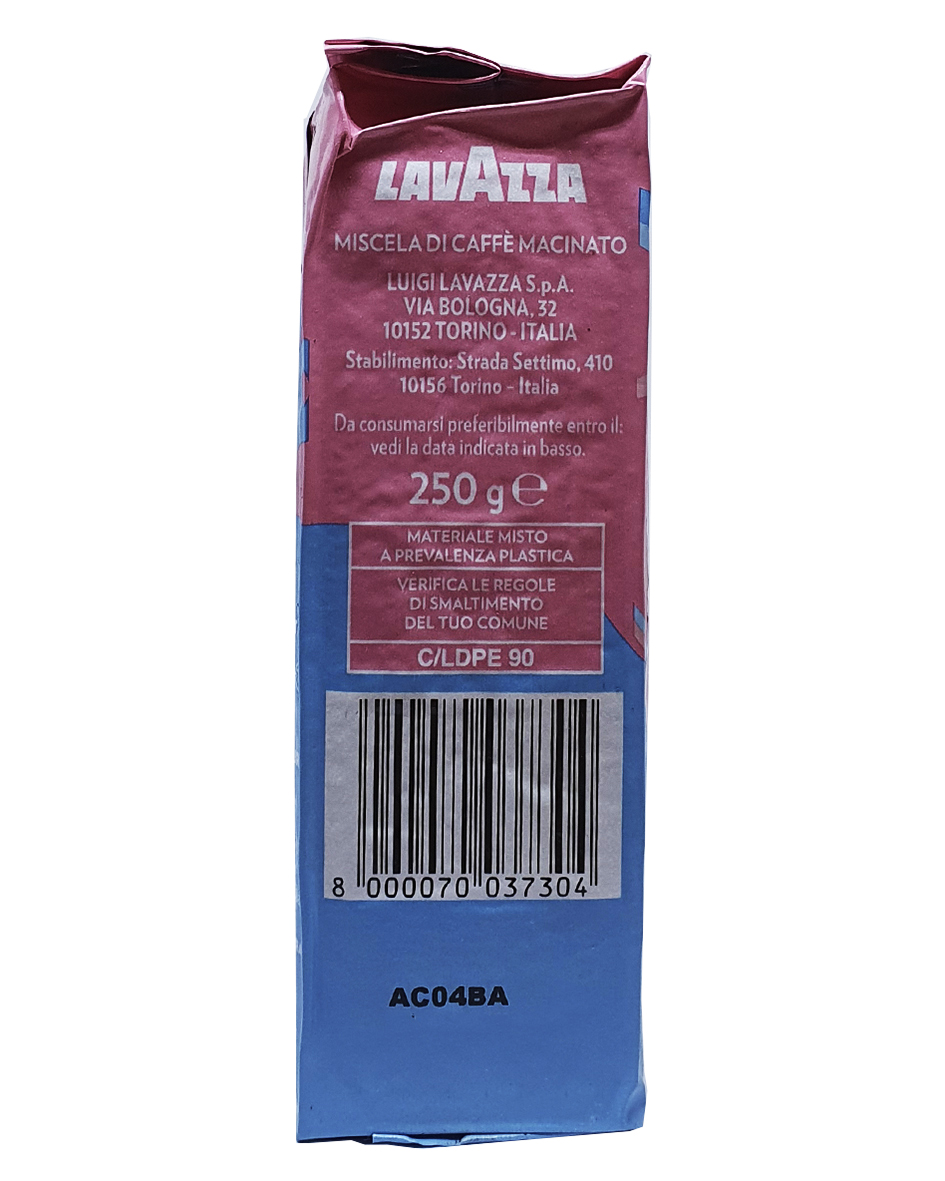 LAVAZZA
MISCELA DI CAFFÈ MACINATO
LUIGI LAVAZZA S.p.A.
VIA BOLOGNA, 32
10152 TORINO - ITALIA
Stabilimento: Strada Settimo, 410
10156 Torino - Italia
Da consumarsi preferibilmente entro il:
vedi la data indicata in basso.
250 g ℮
MATERIALE MISTO
A PREVALENZA PLASTICA
VERIFICA LE REGOLE
DI SMALTIMENTO
DEL TUO COMUNE
C/LDPE 90
8 000070 037304
AC04BA